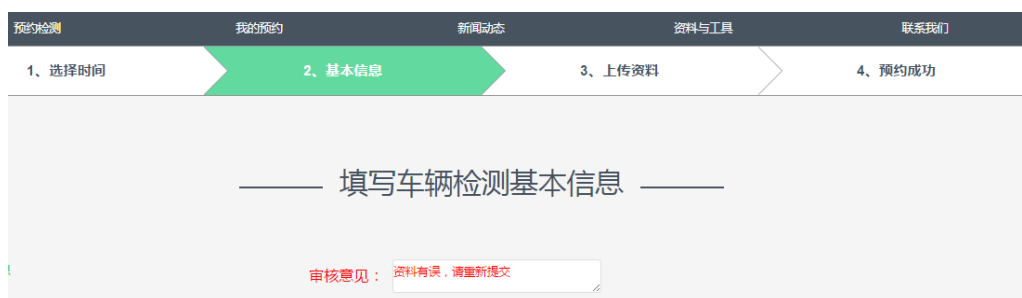 预约检测 我的预约 新闻动态 资料与工具 联系我们
1、选择时间 2、基本信息 3、上传资料 4、预约成功
填写车辆检测基本信息
审核意见： 资料有误，请重新提交